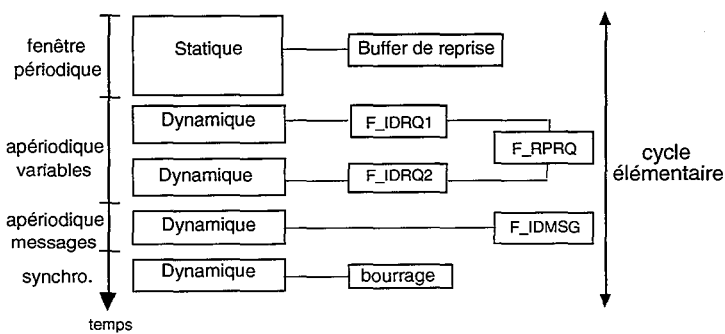 fenêtre
périodique
Statique
Buffer de reprise
apériodique
variables
Dynamique
F_IDRQ1
F_RPRQ
Dynamique
F_IDRQ2
cycle
élémentaire
apériodique
messages
Dynamique
F_IDMSG
synchro.
Dynamique
bourrage
temps